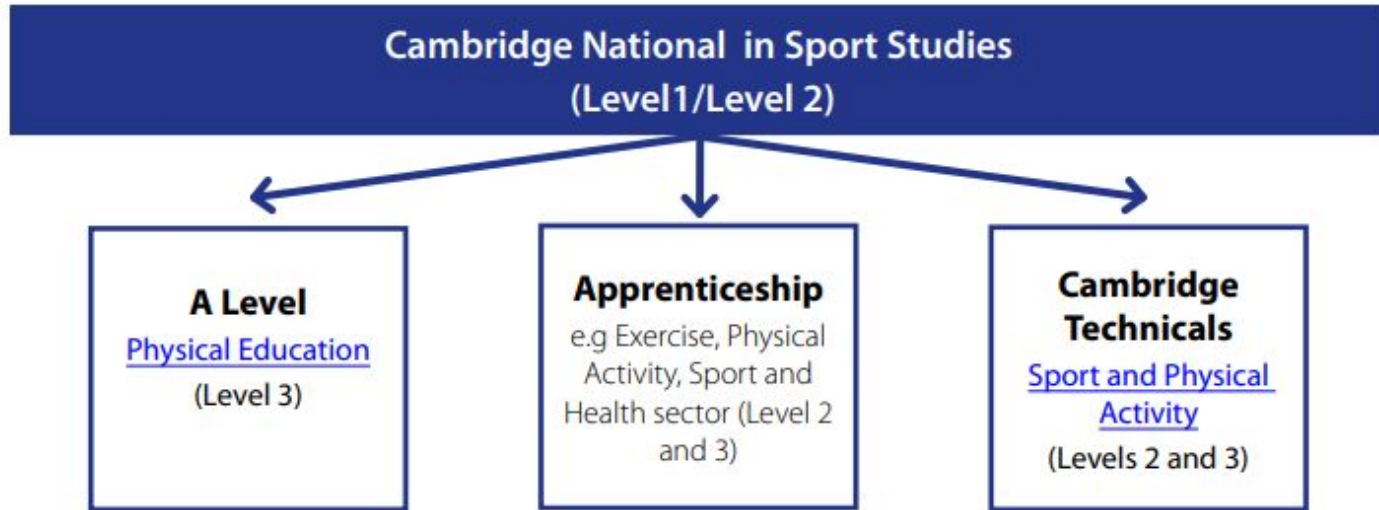 Cambridge National in Sport Studies
(Level1/Level 2)
A Level
Physical Education
(Level 3)
Apprenticeship
e.g Exercise, Physical
Activity, Sport and
Health sector (Level 2
and 3)
Cambridge
Technicals
Sport and Physical
Activity
(Levels 2 and 3)